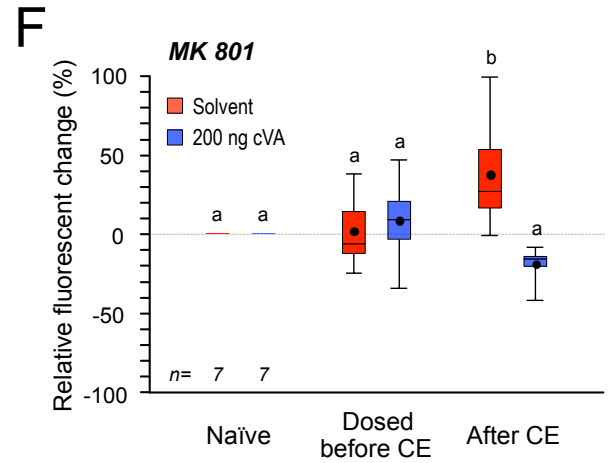 F
MK 801
Relative fluorescent change (%)
100
50
0
-50
-100
Solvent
200 ng cVA
a a
a a
b
a
n= 7 7
Naïve
Dosed
before CE
After CE